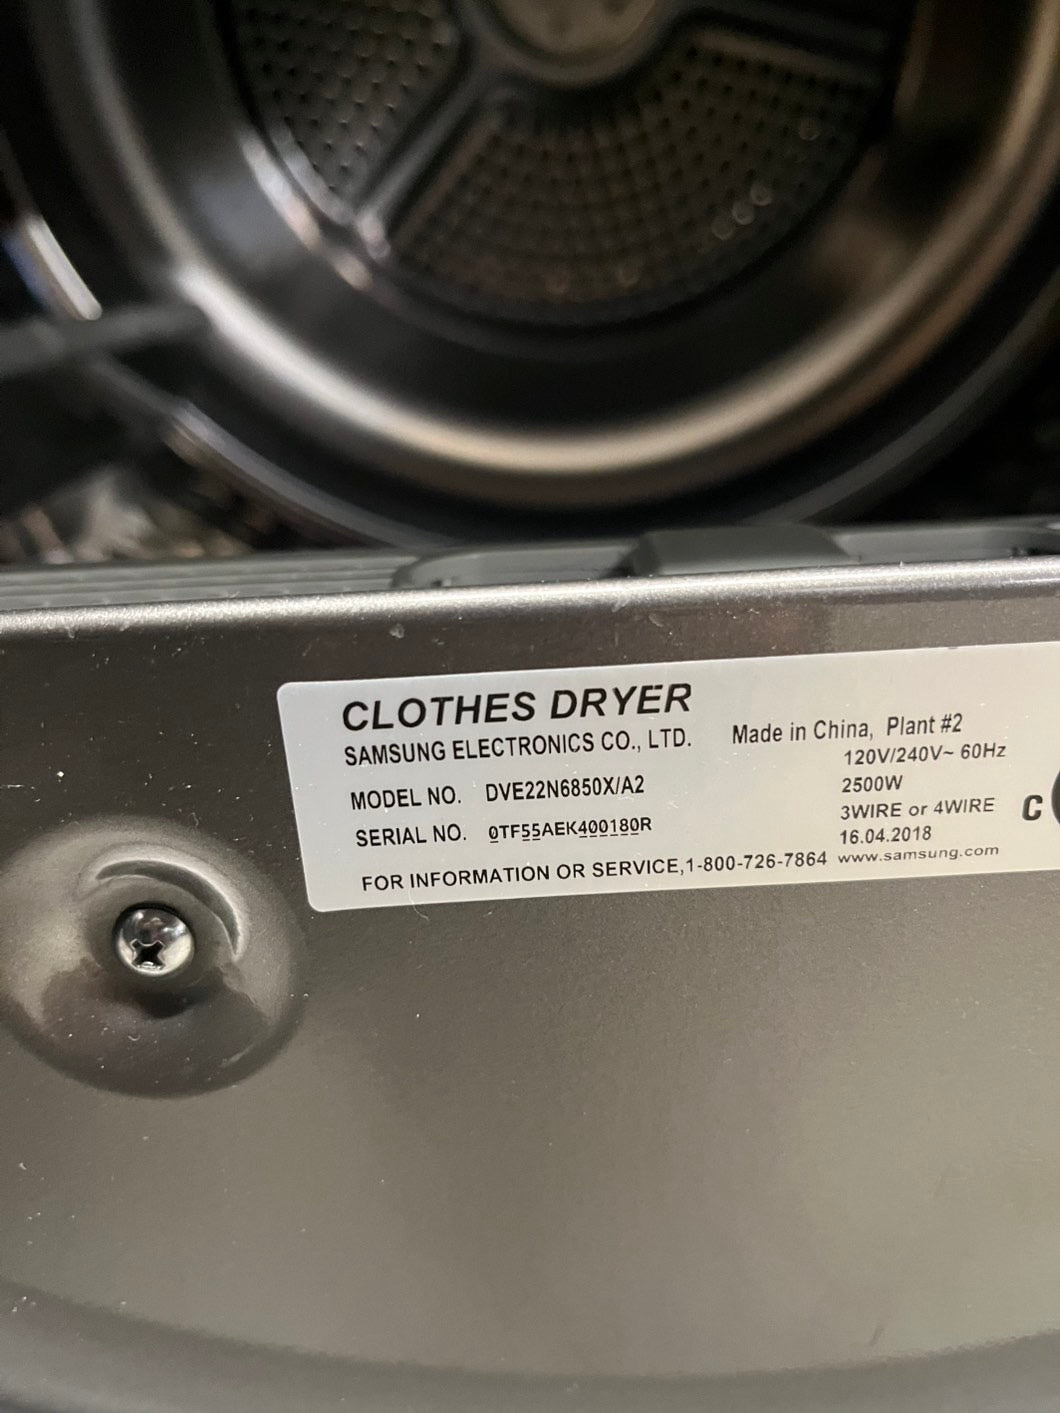 CLOTHES DRYER
SAMSUNG ELECTRONICS CO., LTD.
MODEL NO. DVE22N6850X/A2
SERIAL NO. 0TF55AEK400180R
FOR INFORMATION OR SERVICE,1-800-726-7864
Made in China, Plant #2
120V/240V~ 60Hz
2500W
3WIRE or 4WIRE
16.04.2018
www.samsung.com
C